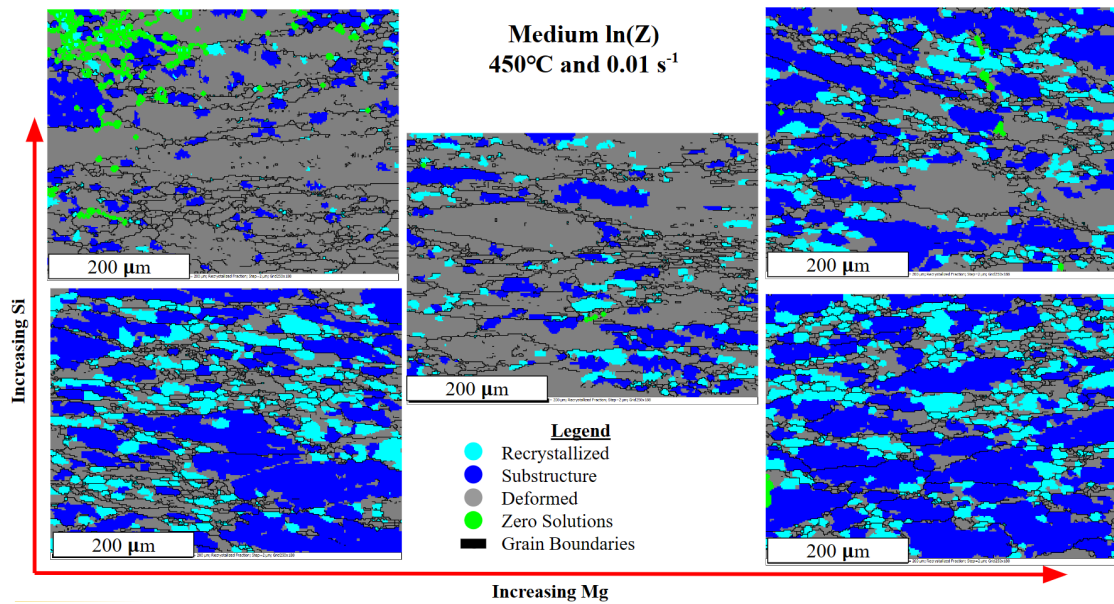 Medium ln(Z)
450°C and 0.01 s⁻¹
200 μm
200 μm
200 μm
200 μm
200 μm
Legend
Recrystallized
Substructure
Deformed
Zero Solutions
Grain Boundaries
Increasing Si
Increasing Mg